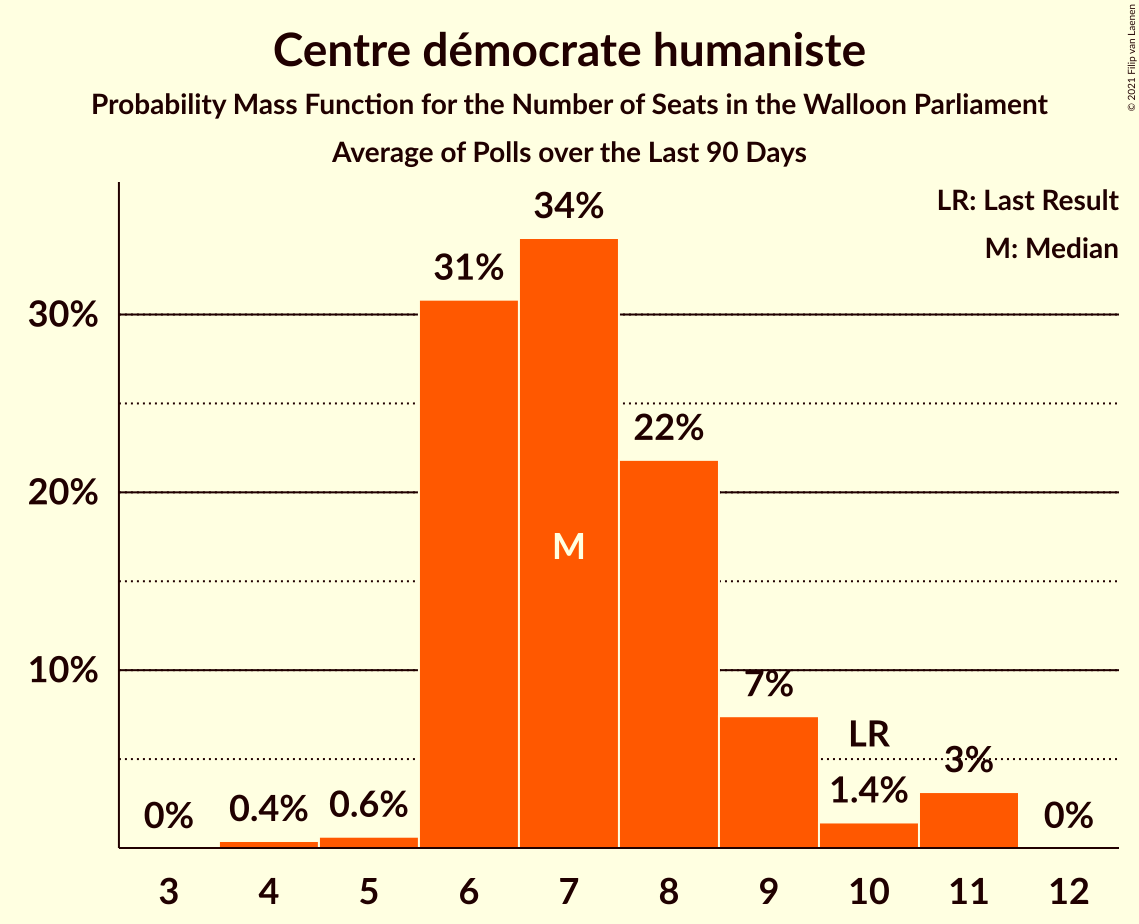 Centre démocrate humaniste
Probability Mass Function for the Number of Seats in the Walloon Parliament
Average of Polls over the Last 90 Days
© 2021 Filip van Laenen
LR: Last Result
M: Median
34%
31%
30%
22%
20%
M
10%
7%
LR
3%
1.4%
0%
0.4%
0.6%
0%
3 4 5 6 7 8 9 10 11 12